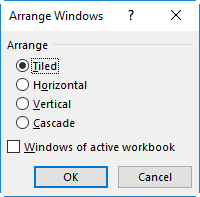 Arrange Windows ? ×
Arrange
Tiled
Horizontal
Vertical
Cascade
Windows of active workbook
OK Cancel